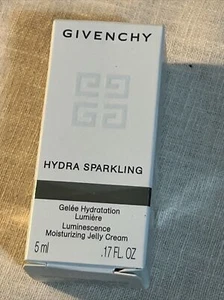 GIVENCHY
HYDRA SPARKLING
Gelée Hydratation
Lumière
Luminescence
Moisturizing Jelly Cream
5 ml .17 FL. OZ